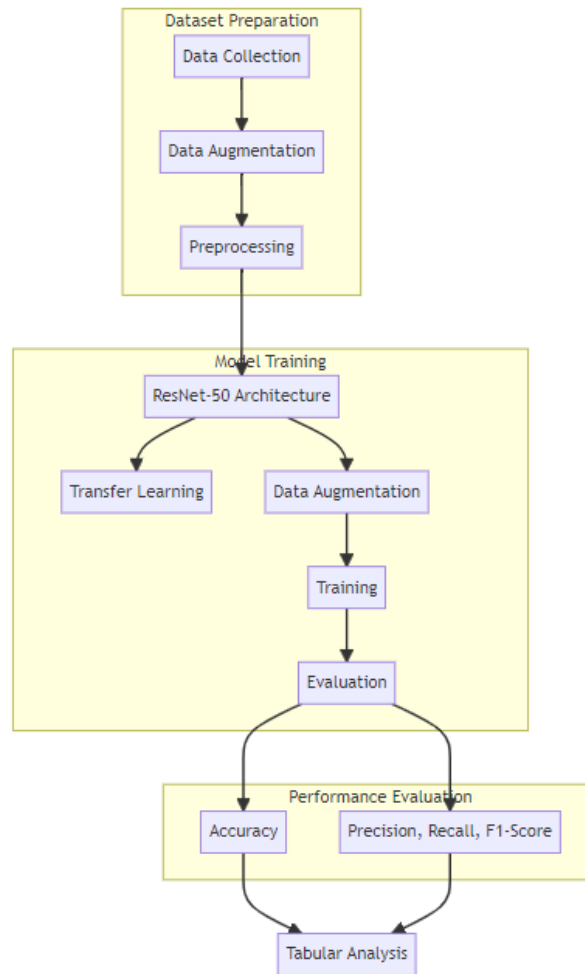 Dataset Preparation
Data Collection
Data Augmentation
Preprocessing
Model Training
ResNet-50 Architecture
Transfer Learning
Data Augmentation
Training
Evaluation
Performance Evaluation
Accuracy
Precision, Recall, F1-Score
Tabular Analysis